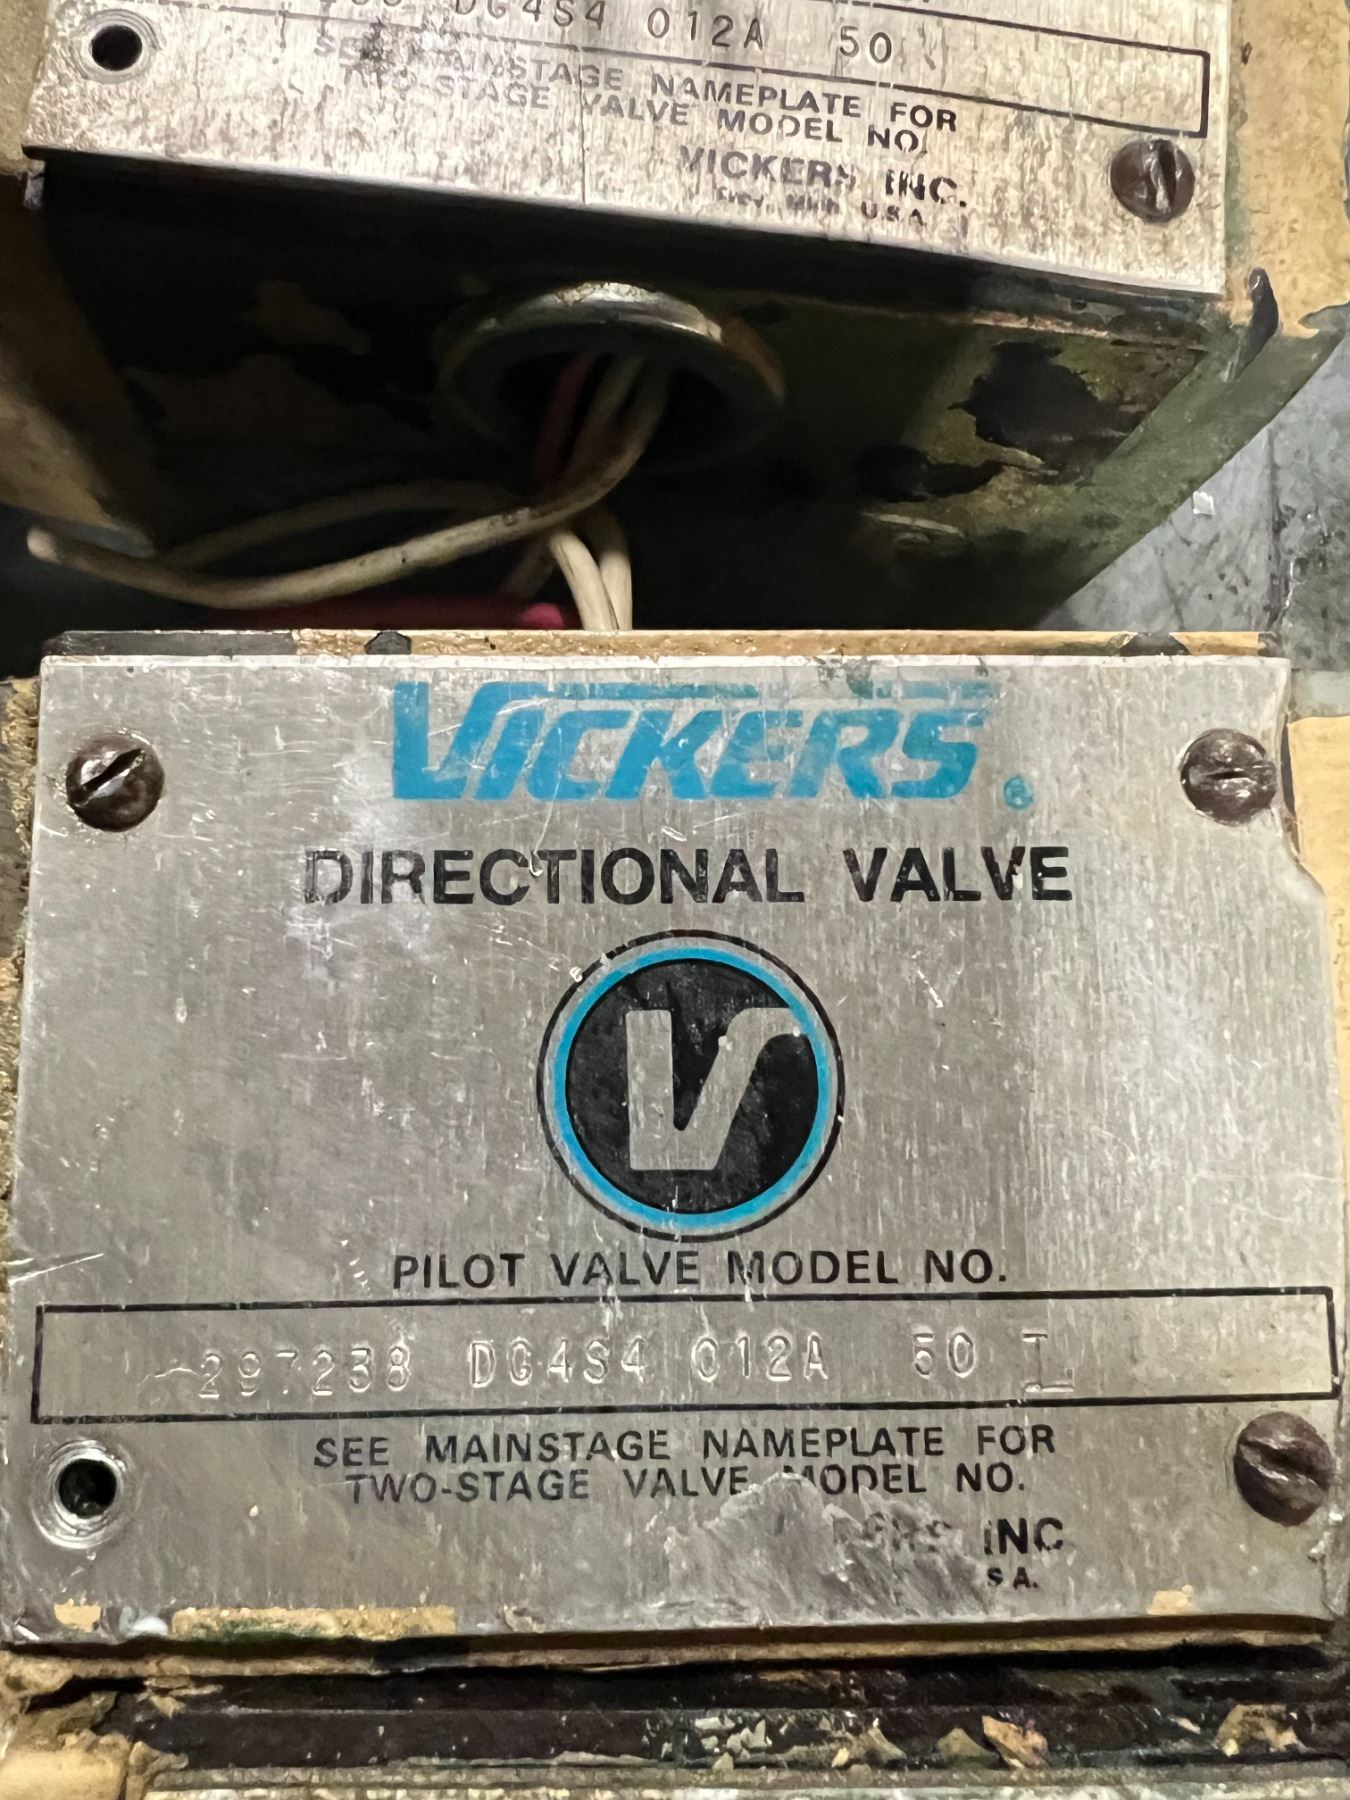 DG4S4 012A 50
SEE MAINSTAGE NAMEPLATE FOR
TWO-STAGE VALVE MODEL NO.
VICKERS INC.
U.S.A.
VICKERS ®
DIRECTIONAL VALVE
V
PILOT VALVE MODEL NO.
297238 DG4S4 012A 50 L
SEE MAINSTAGE NAMEPLATE FOR
TWO-STAGE VALVE MODEL NO.
INC
S.A.